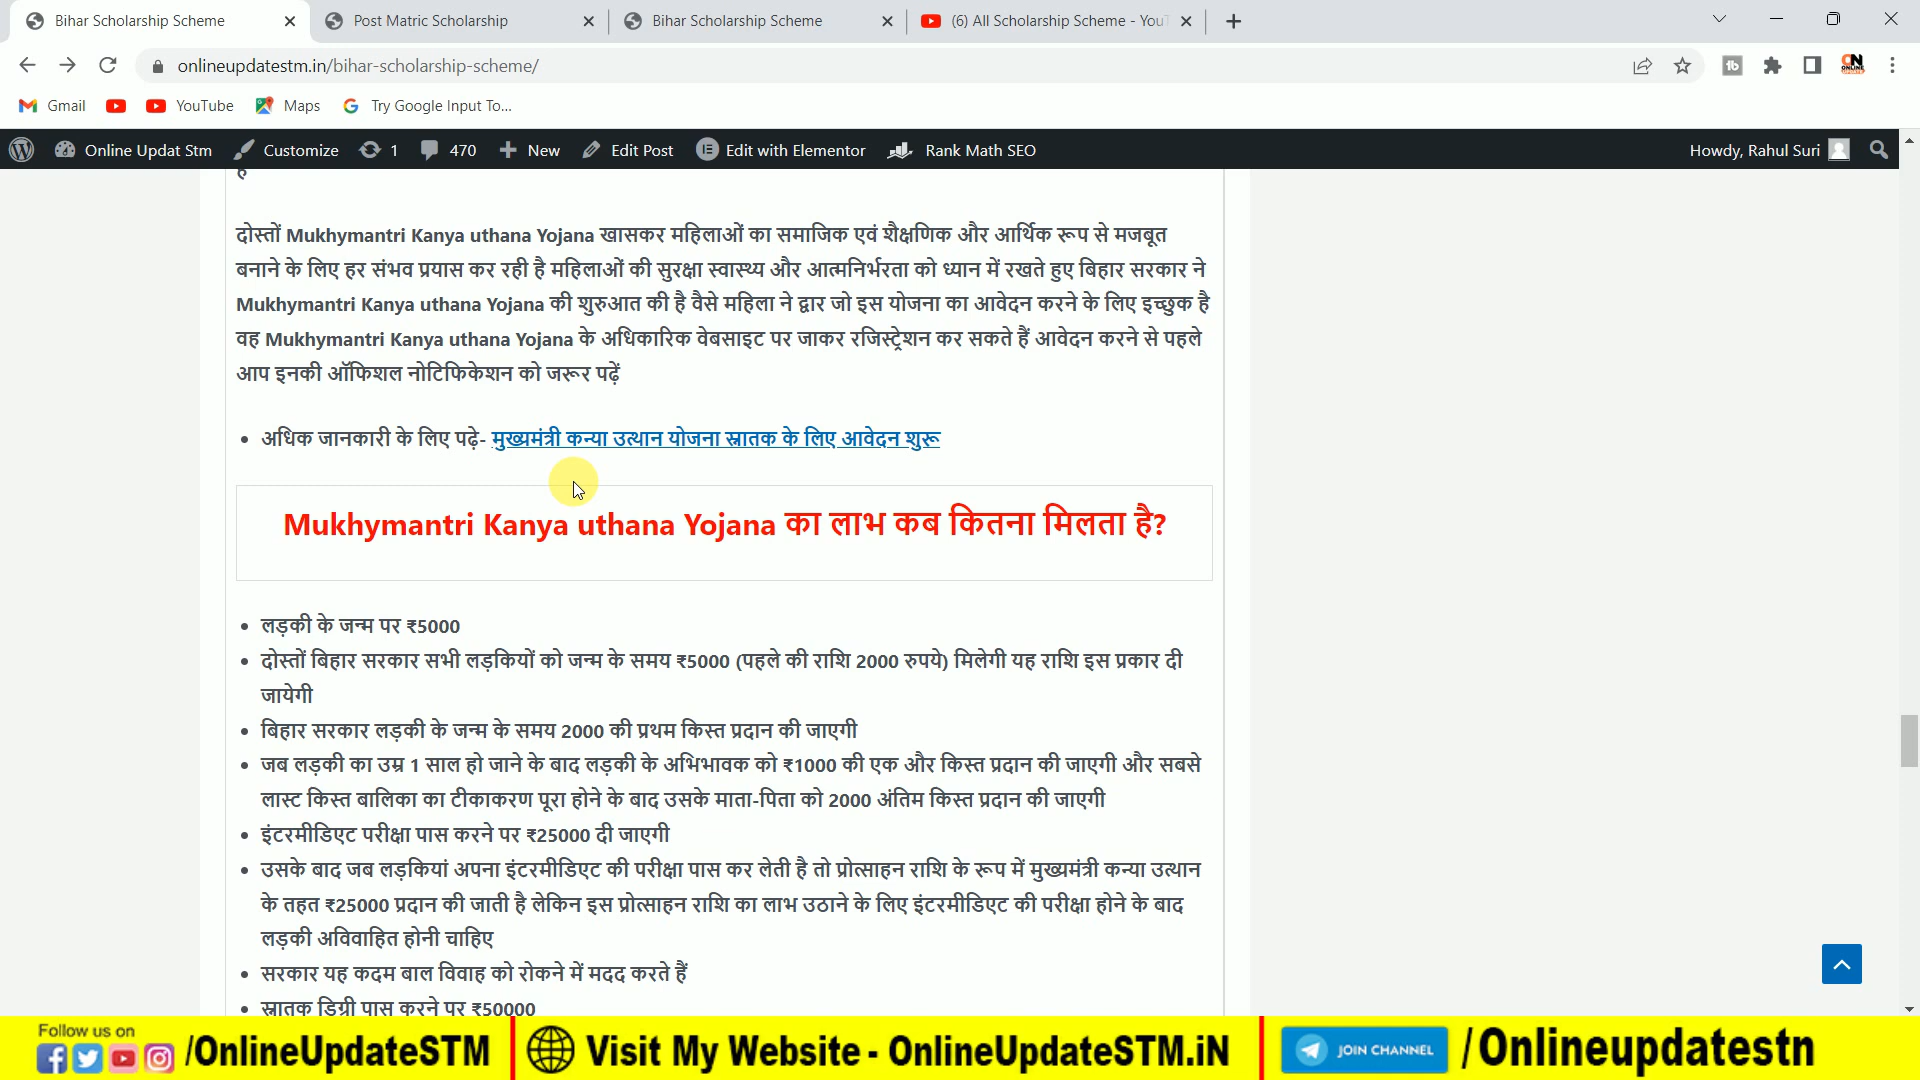 Bihar Scholarship Scheme
Post Matric Scholarship
Bihar Scholarship Scheme
(6) All Scholarship Scheme - YouT
onlineupdatestm.in/bihar-scholarship-scheme/
Gmail
YouTube
Maps
Try Google Input To...
Online Updat Stm
Customize
1
470
New
Edit Post
Edit with Elementor
Rank Math SEO
Howdy, Rahul Suri
है
दोस्तों Mukhymantri Kanya uthana Yojana खासकर महिलाओं का समाजिक एवं शैक्षणिक और आर्थिक रूप से मजबूत
बनाने के लिए हर संभव प्रयास कर रही है महिलाओं की सुरक्षा स्वास्थ्य और आत्मनिर्भरता को ध्यान में रखते हुए बिहार सरकार ने
Mukhymantri Kanya uthana Yojana की शुरुआत की है वैसे महिला ने द्वार जो इस योजना का आवेदन करने के लिए इच्छुक है
वह Mukhymantri Kanya uthana Yojana के अधिकारिक वेबसाइट पर जाकर रजिस्ट्रेशन कर सकते हैं आवेदन करने से पहले
आप इनकी ऑफिशल नोटिफिकेशन को जरूर पढ़ें
• अधिक जानकारी के लिए पढ़े- मुख्यमंत्री कन्या उत्थान योजना स्नातक के लिए आवेदन शुरू
Mukhymantri Kanya uthana Yojana का लाभ कब कितना मिलता है?
• लड़की के जन्म पर ₹5000
• दोस्तों बिहार सरकार सभी लड़कियों को जन्म के समय ₹5000 (पहले की राशि 2000 रुपये) मिलेगी यह राशि इस प्रकार दी
जायेगी
• बिहार सरकार लड़की के जन्म के समय 2000 की प्रथम किस्त प्रदान की जाएगी
• जब लड़की का उम्र 1 साल हो जाने के बाद लड़की के अभिभावक को ₹1000 की एक और किस्त प्रदान की जाएगी और सबसे
लास्ट किस्त बालिका का टीकाकरण पूरा होने के बाद उसके माता-पिता को 2000 अंतिम किस्त प्रदान की जाएगी
• इंटरमीडिएट परीक्षा पास करने पर ₹25000 दी जाएगी
• उसके बाद जब लड़कियां अपना इंटरमीडिएट की परीक्षा पास कर लेती है तो प्रोत्साहन राशि के रूप में मुख्यमंत्री कन्या उत्थान
के तहत ₹25000 प्रदान की जाती है लेकिन इस प्रोत्साहन राशि का लाभ उठाने के लिए इंटरमीडिएट की परीक्षा होने के बाद
लड़की अविवाहित होनी चाहिए
• सरकार यह कदम बाल विवाह को रोकने में मदद करते हैं
• स्नातक डिग्री पास करने पर ₹50000
Follow us on
/OnlineUpdateSTM
Visit My Website - OnlineUpdateSTM.iN
JOIN CHANNEL
/Onlineupdatestn